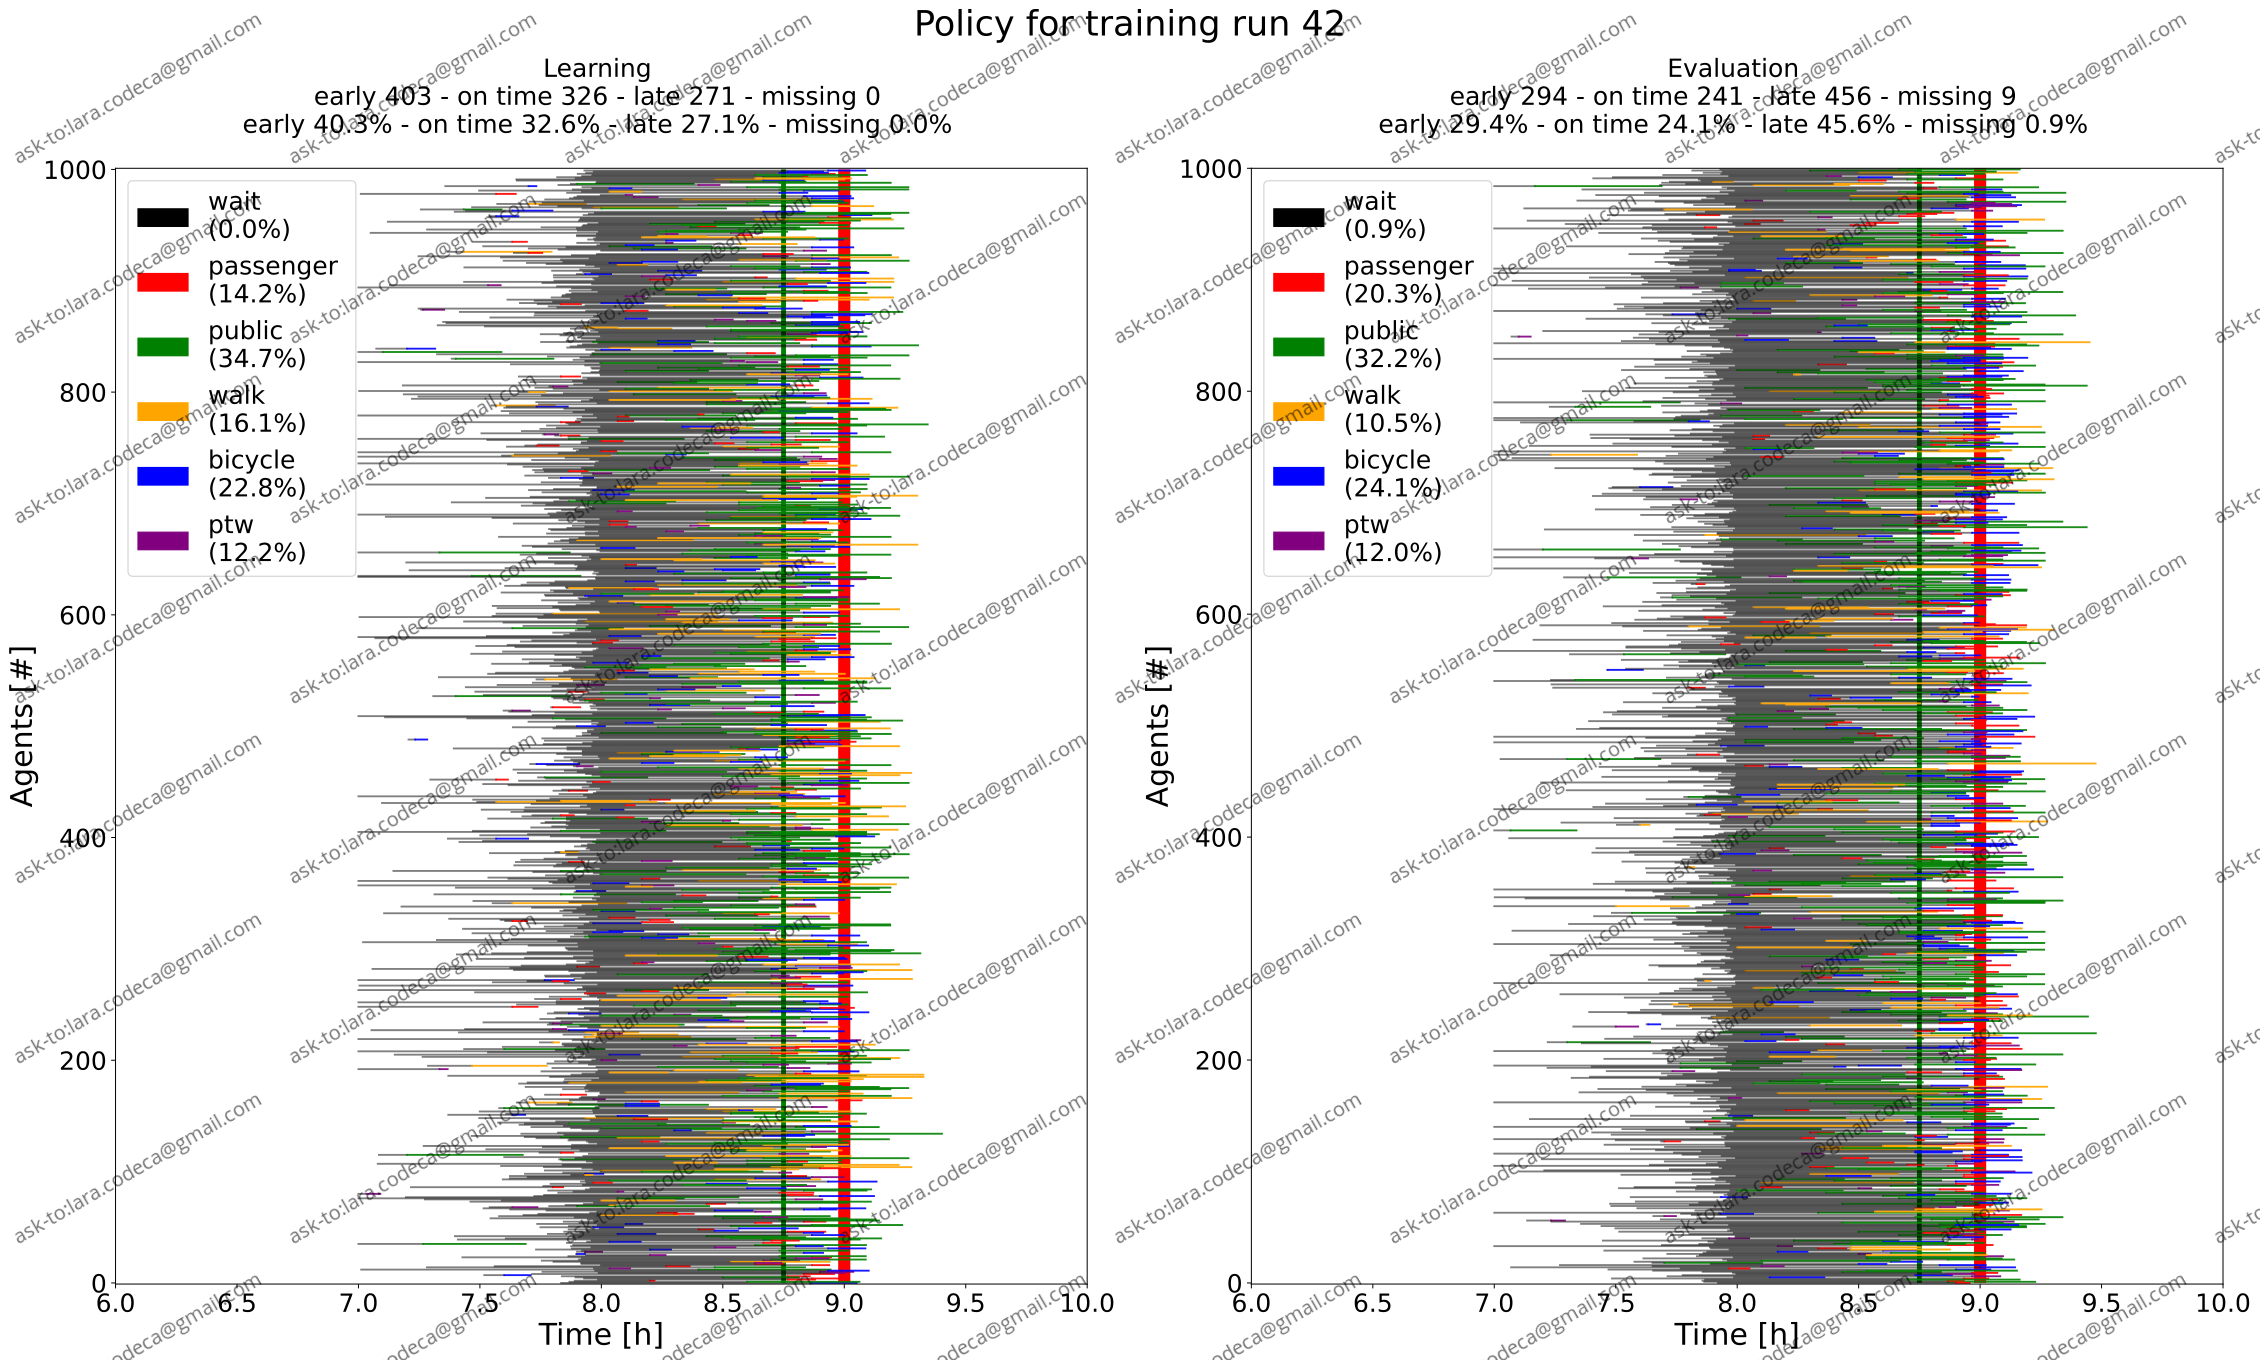 Policy for training run 42
Learning
early 403 - on time 326 - late 271 - missing 0
early 40.3% - on time 32.6% - late 27.1% - missing 0.0%
1000
800
600
400
200
0
Agents [#]
wait
(0.0%)
passenger
(14.2%)
public
(34.7%)
walk
(16.1%)
bicycle
(22.8%)
ptw
(12.2%)
6.0 6.5 7.0 7.5 8.0 8.5 9.0 9.5 10.0
Time [h]
Evaluation
early 294 - on time 241 - late 456 - missing 9
early 29.4% - on time 24.1% - late 45.6% - missing 0.9%
1000
800
600
400
200
0
Agents [#]
wait
(0.9%)
passenger
(20.3%)
public
(32.2%)
walk
(10.5%)
bicycle
(24.1%)
ptw
(12.0%)
6.0 6.5 7.0 7.5 8.0 8.5 9.0 9.5 10.0
Time [h]
ask-to:lara.codeca@gmail.com